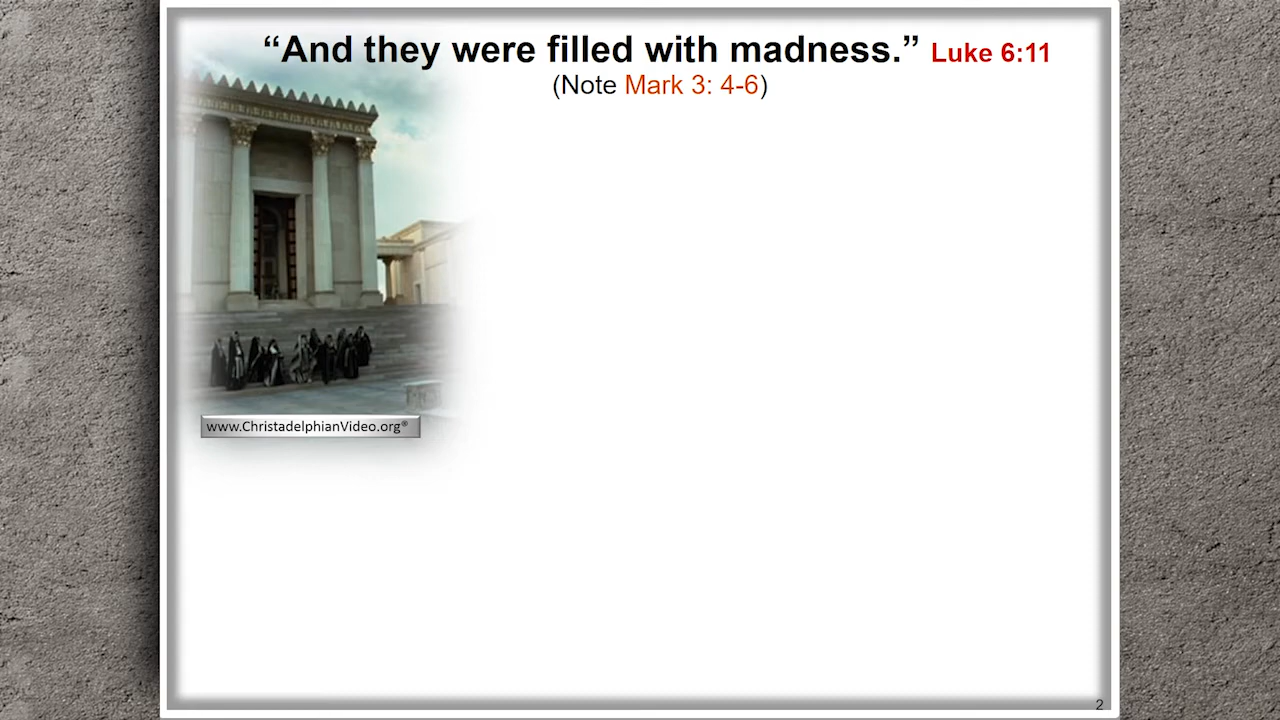 “And they were filled with madness.” Luke 6:11
(Note Mark 3: 4-6)
www.ChristadelphianVideo.org®
2